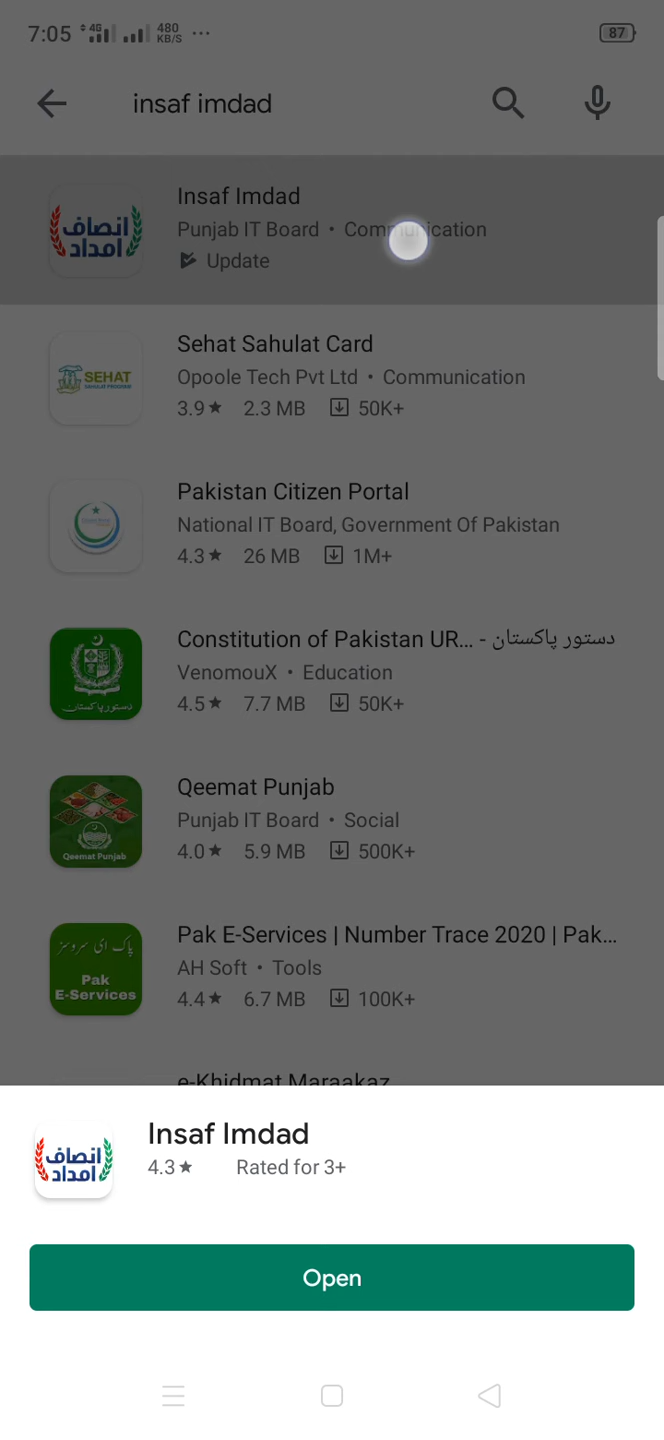 7:05 4G 480 KB/S ... 87
insaf imdad
انصاف امداد
Insaf Imdad
Punjab IT Board • Communication
Update
SEHAT
Sehat Sahulat Card
Opoole Tech Pvt Ltd • Communication
3.9★ 2.3 MB 50K+
Pakistan Citizen Portal
National IT Board, Government Of Pakistan
4.3★ 26 MB 1M+
دستور پاکستان
Constitution of Pakistan UR... - دستور پاکستان
VenomouX • Education
4.5★ 7.7 MB 50K+
Qeemat Punjab
Qeemat Punjab
Punjab IT Board • Social
4.0★ 5.9 MB 500K+
پاک ای سروسز
Pak
E-Services
Pak E-Services | Number Trace 2020 | Pak...
AH Soft • Tools
4.4★ 6.7 MB 100K+
e-Khidmat Maraakaz
انصاف امداد
Insaf Imdad
4.3★ Rated for 3+
Open